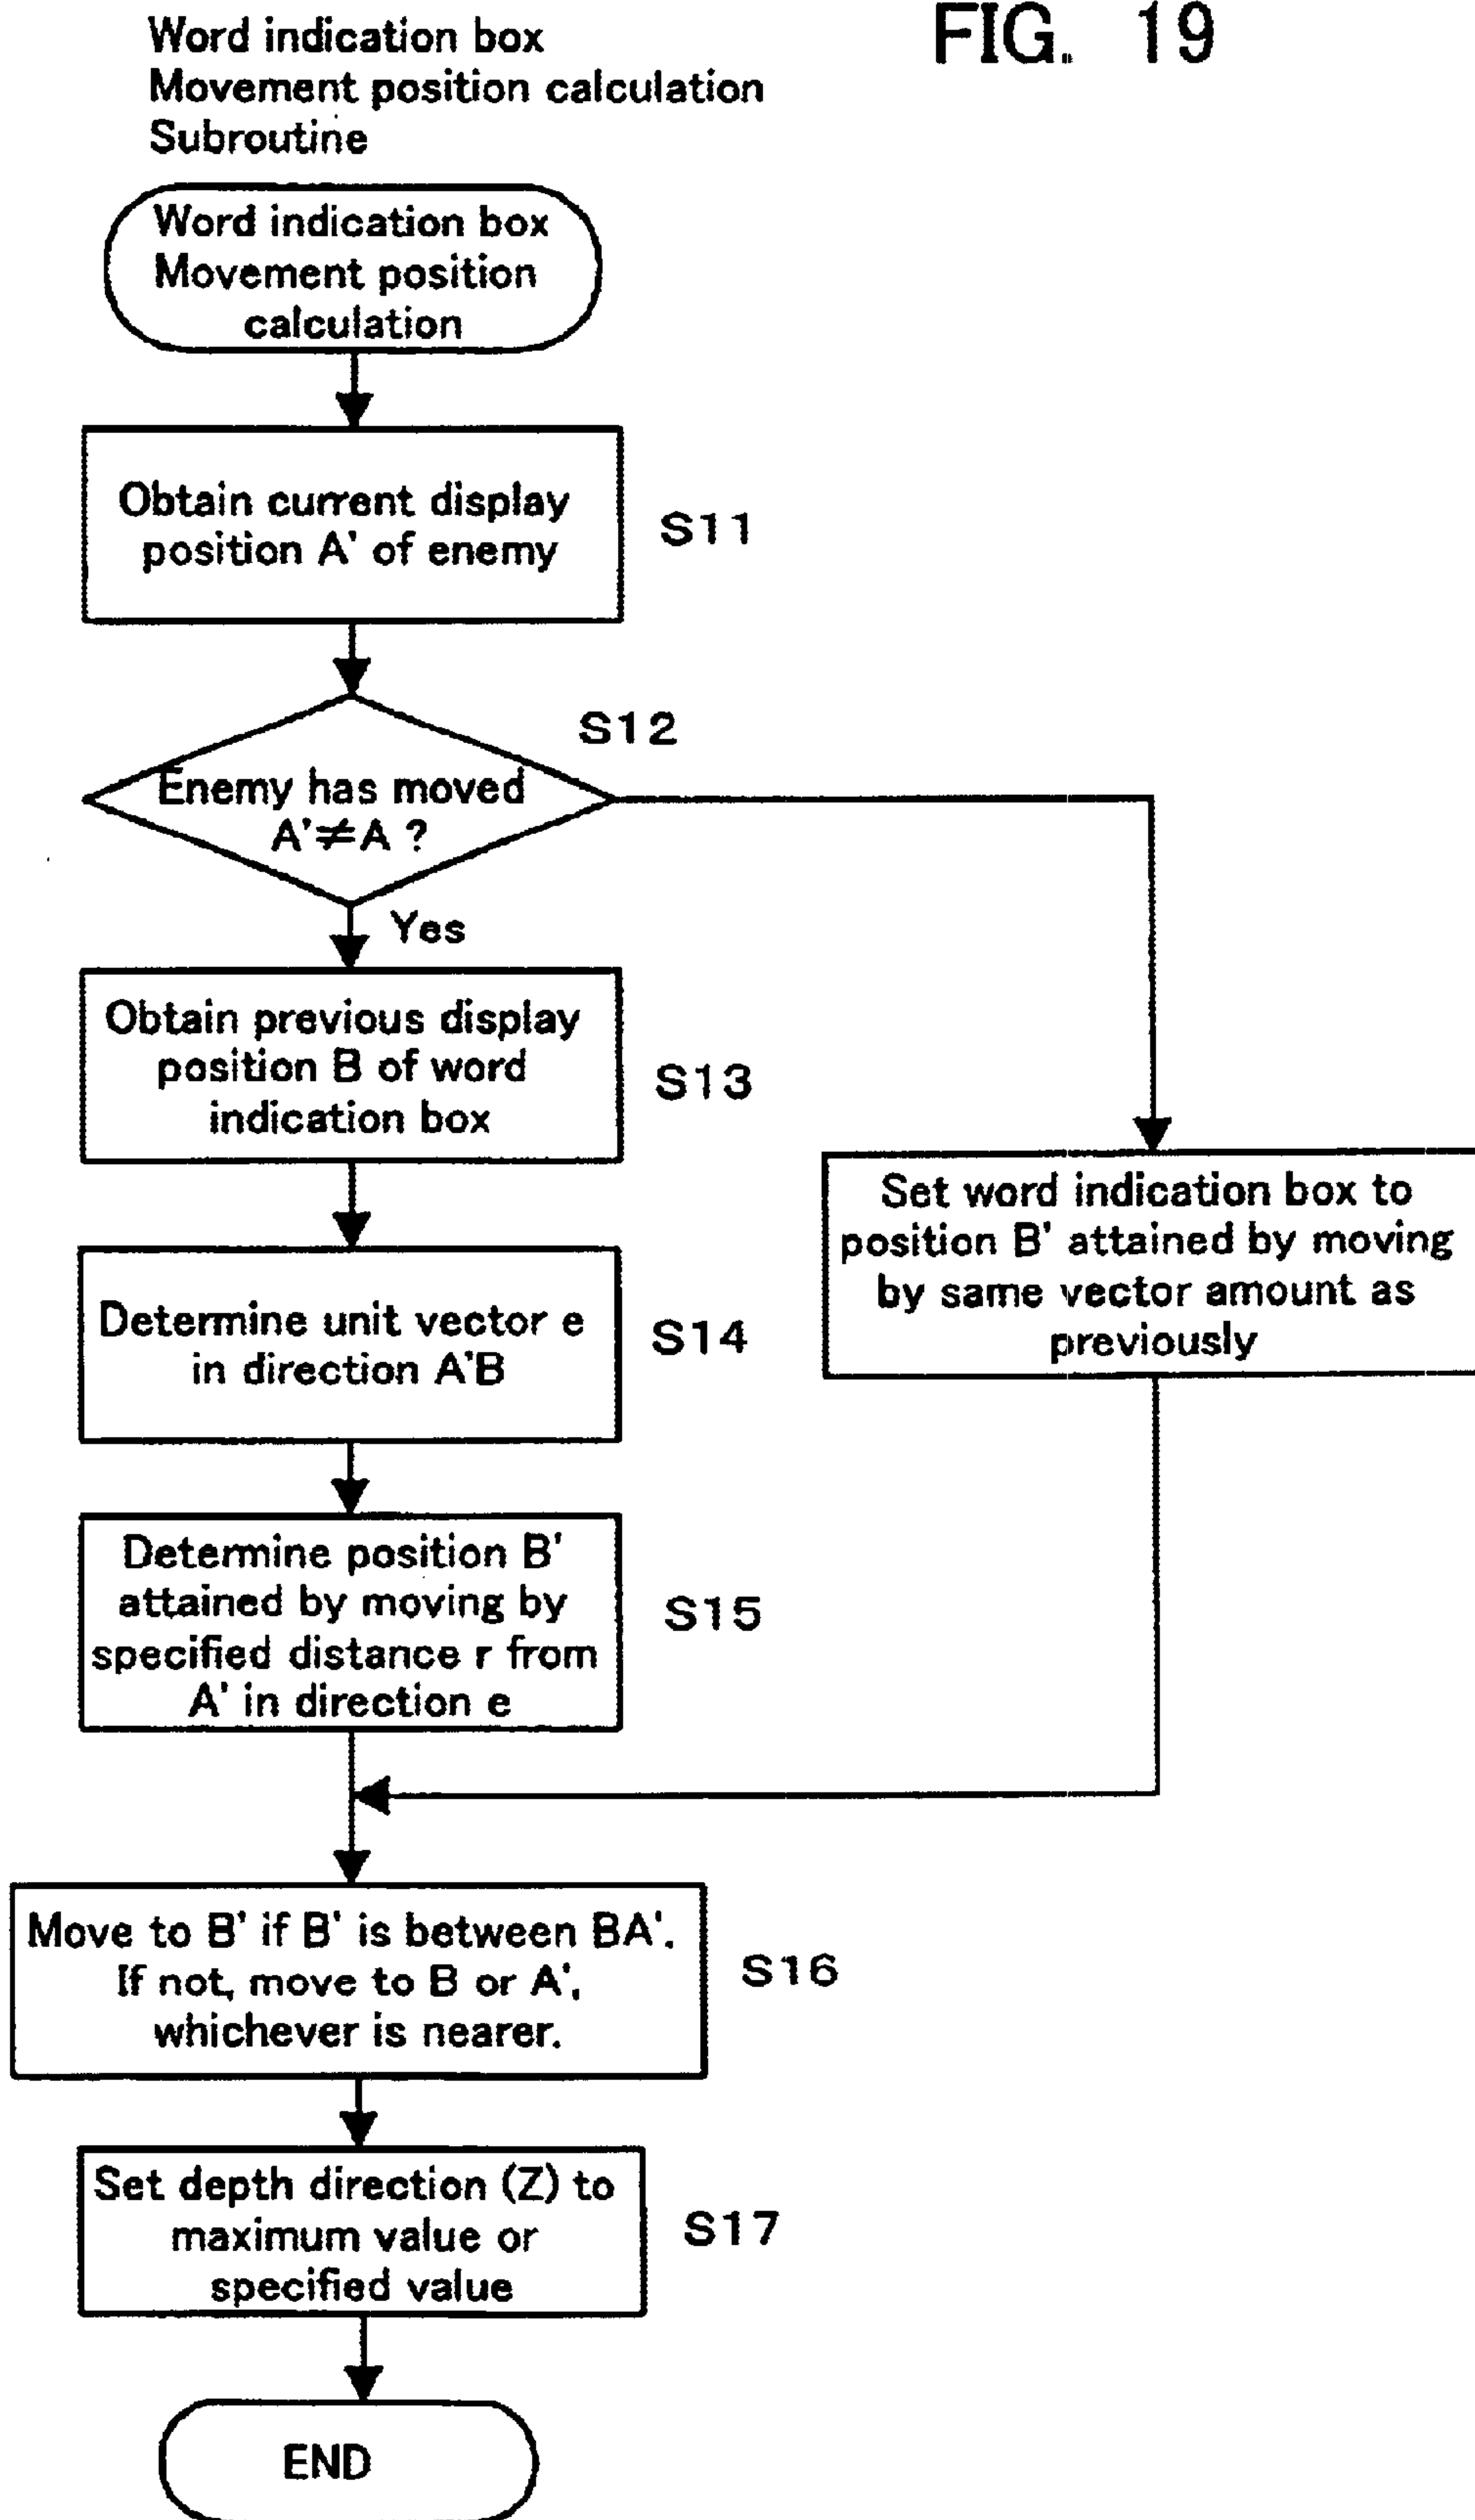 FIG. 19
Word indication box
Movement position calculation
Subroutine
Word indication box
Movement position
calculation
Obtain current display
position A' of enemy
S11
S12
Enemy has moved
A'≠A ?
Yes
Obtain previous display
position B of word
indication box
S13
Set word indication box to
position B' attained by moving
by same vector amount as
previously
Determine unit vector e
in direction A'B
S14
Determine position B'
attained by moving by
specified distance r from
A' in direction e
S15
Move to B' if B' is between BA'.
If not, move to B or A',
whichever is nearer.
S16
Set depth direction (Z) to
maximum value or
specified value
S17
END